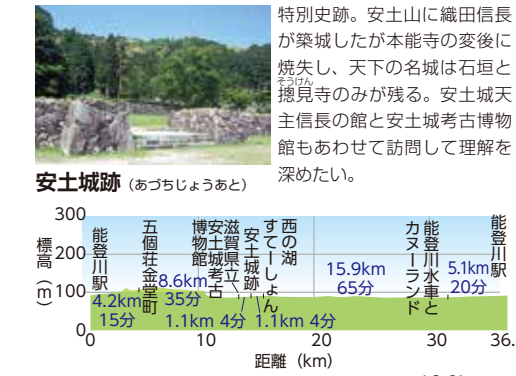 特別史跡。安土山に織田信長
が築城したが本能寺の変後に
焼失し、天下の名城は石垣と
摠見寺のみが残る。安土城天
そうけん
主信長の館と安土城考古博物
館もあわせて訪問して理解を
深めたい。
安土城跡（あづちじょうあと）
300
200
100
0
標高（m）
能登川駅
五個荘金堂町
滋賀県立
安土城考古
博物館
安土城跡
西の湖
すてーしょん
能登川水車と
カヌーランド
能登川駅
4.2km
15分
8.6km
35分
1.1km 4分
1.1km 4分
15.9km
65分
5.1km
20分
0
10
20
30
36.
距離（km）